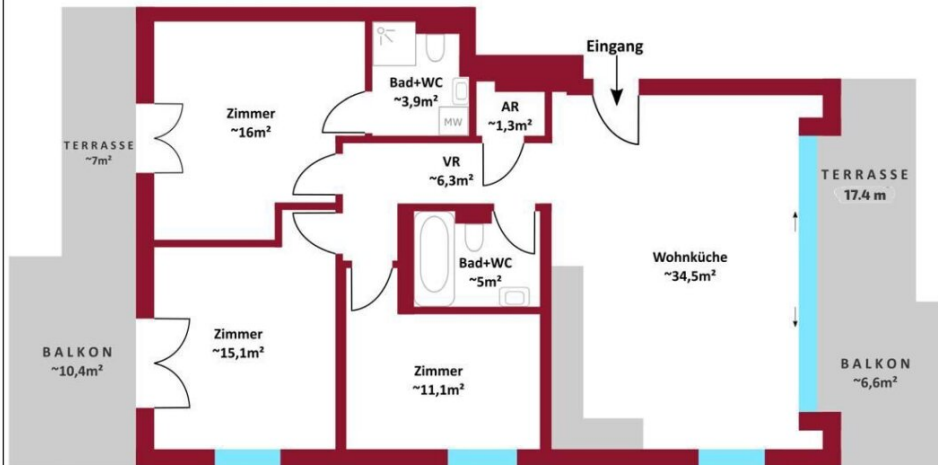 Eingang
Bad+WC
~3,9m²
MW
AR
~1,3m²
Zimmer
~16m²
TERRASSE
~7m²
VR
~6,3m²
TERRASSE
17.4 m
Bad+WC
~5m²
Wohnküche
~34,5m²
Zimmer
~15,1m²
BALKON
~10,4m²
Zimmer
~11,1m²
BALKON
~6,6m²